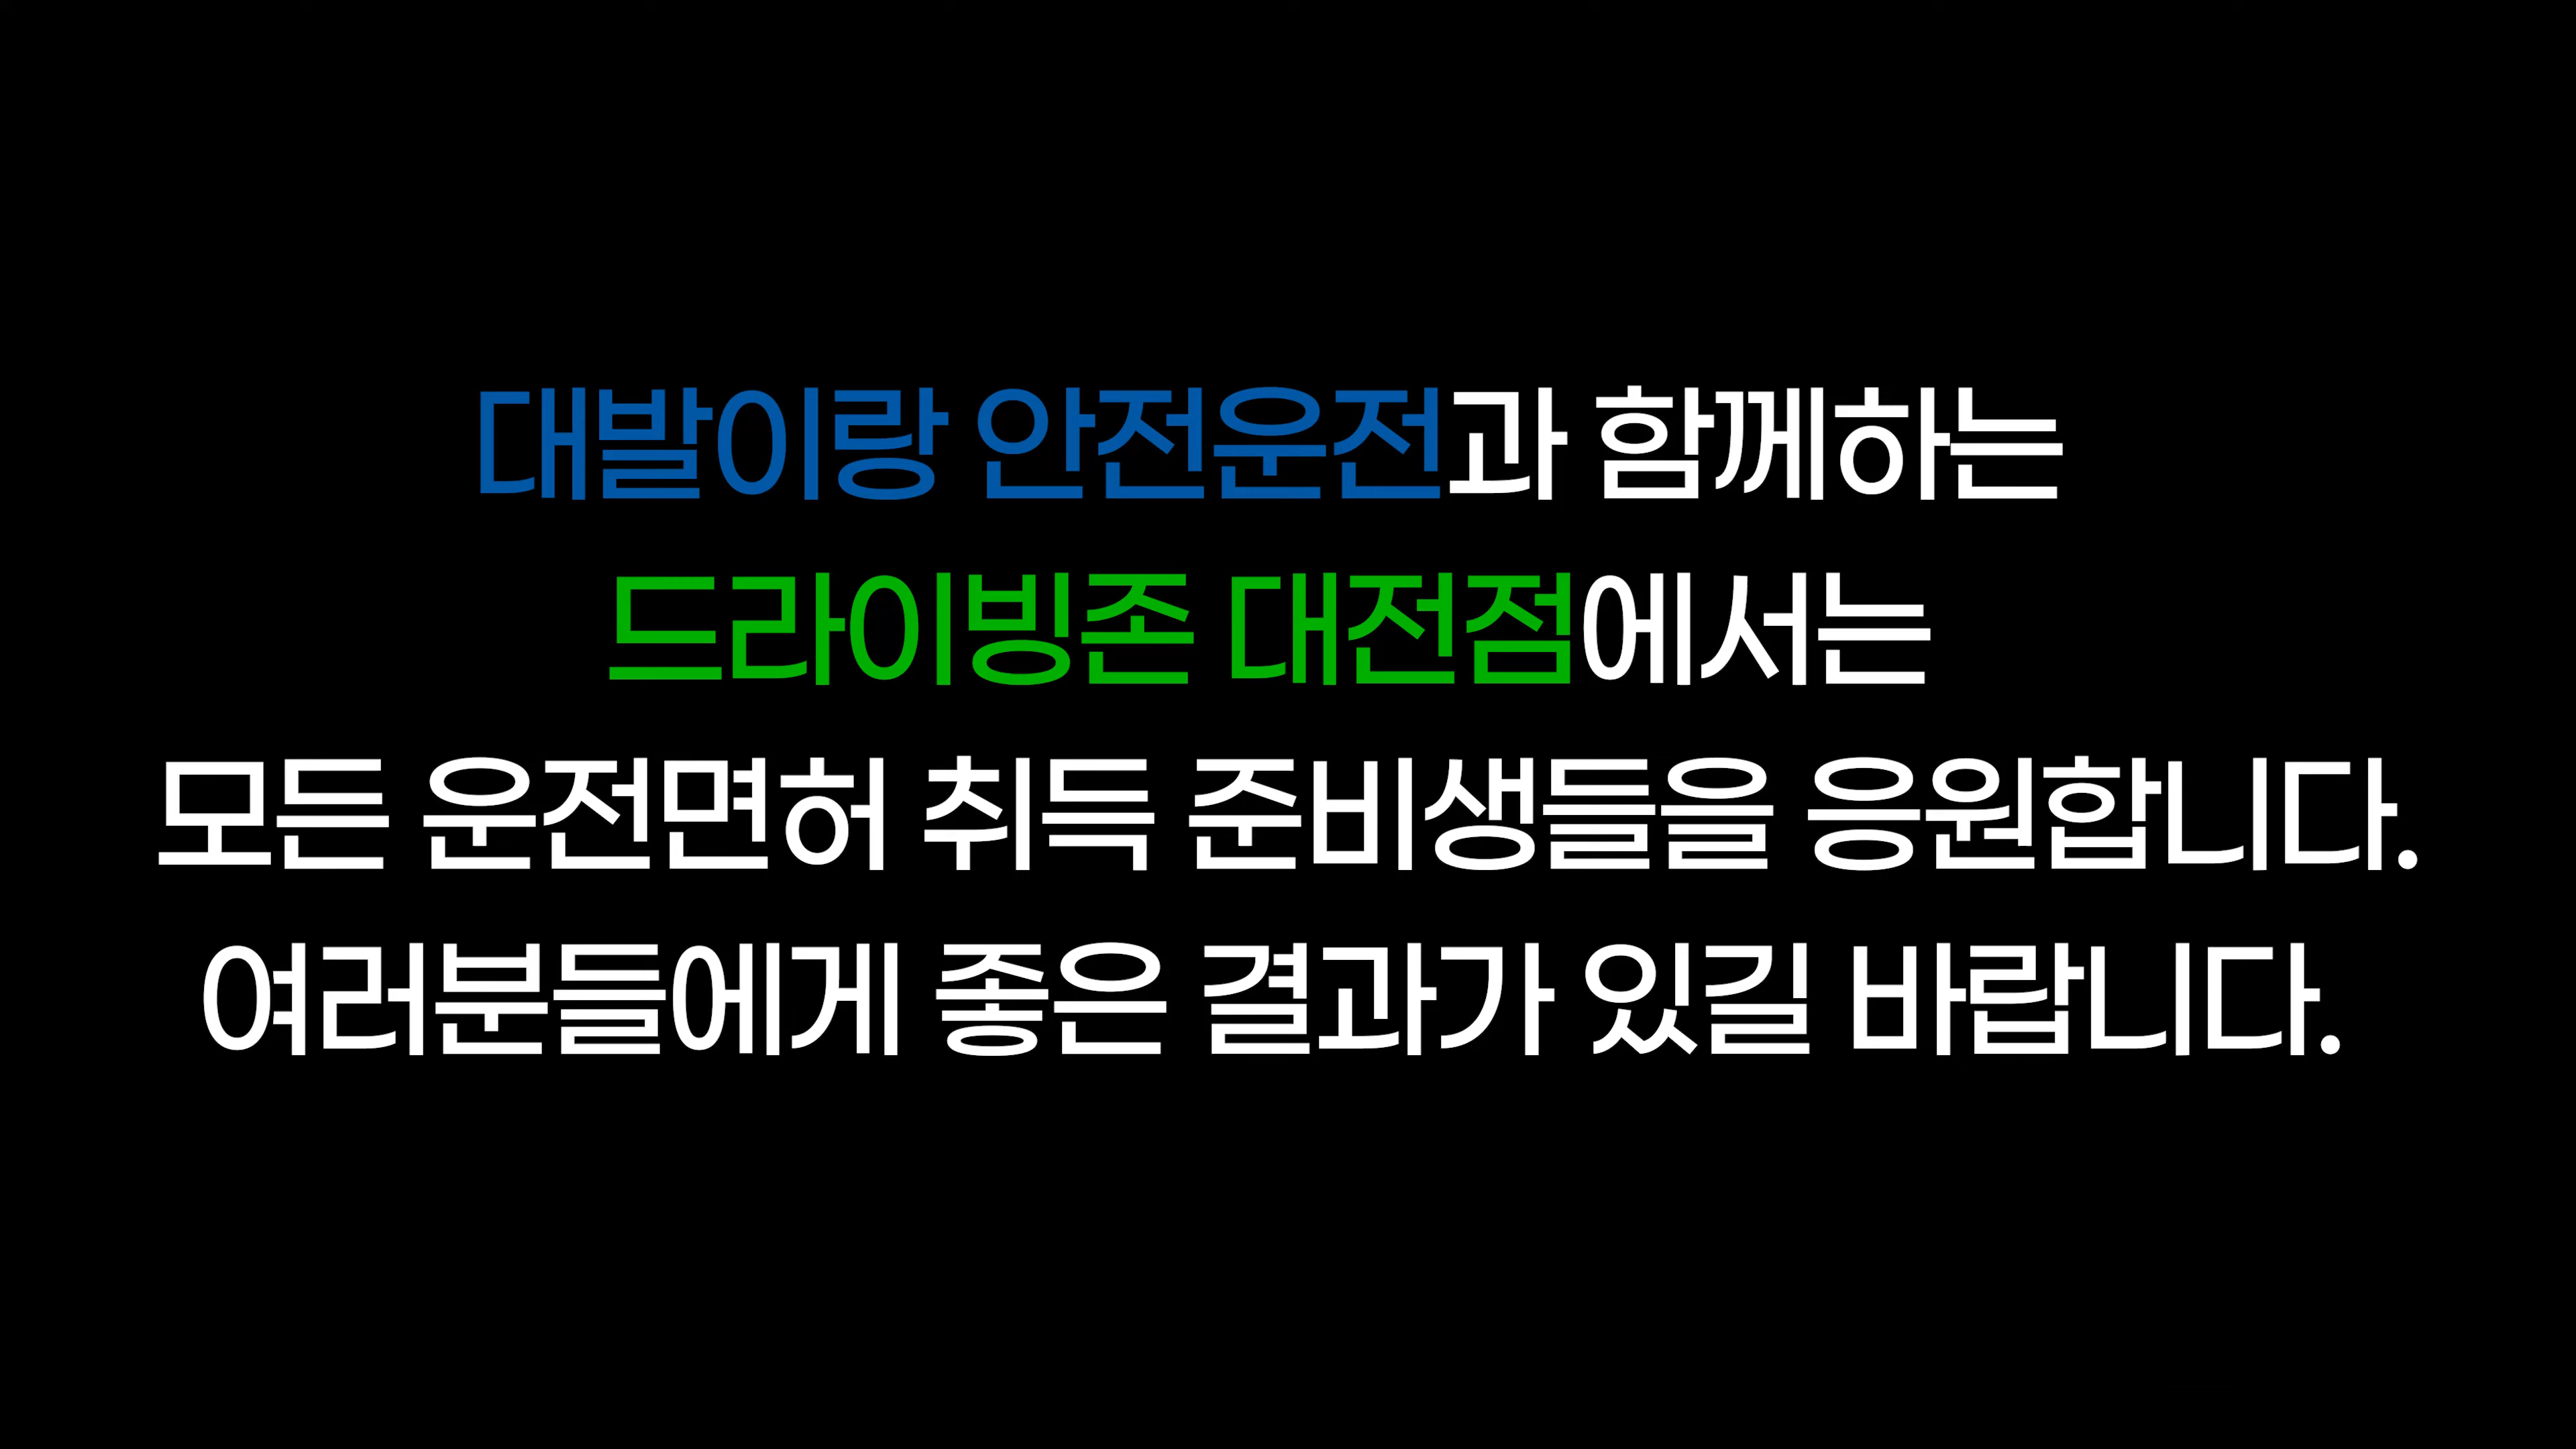 대발이랑 안전운전과 함께하는
드라이빙존 대전점에서는
모든 운전면허 취득 준비생들을 응원합니다.
여러분들에게 좋은 결과가 있길 바랍니다.